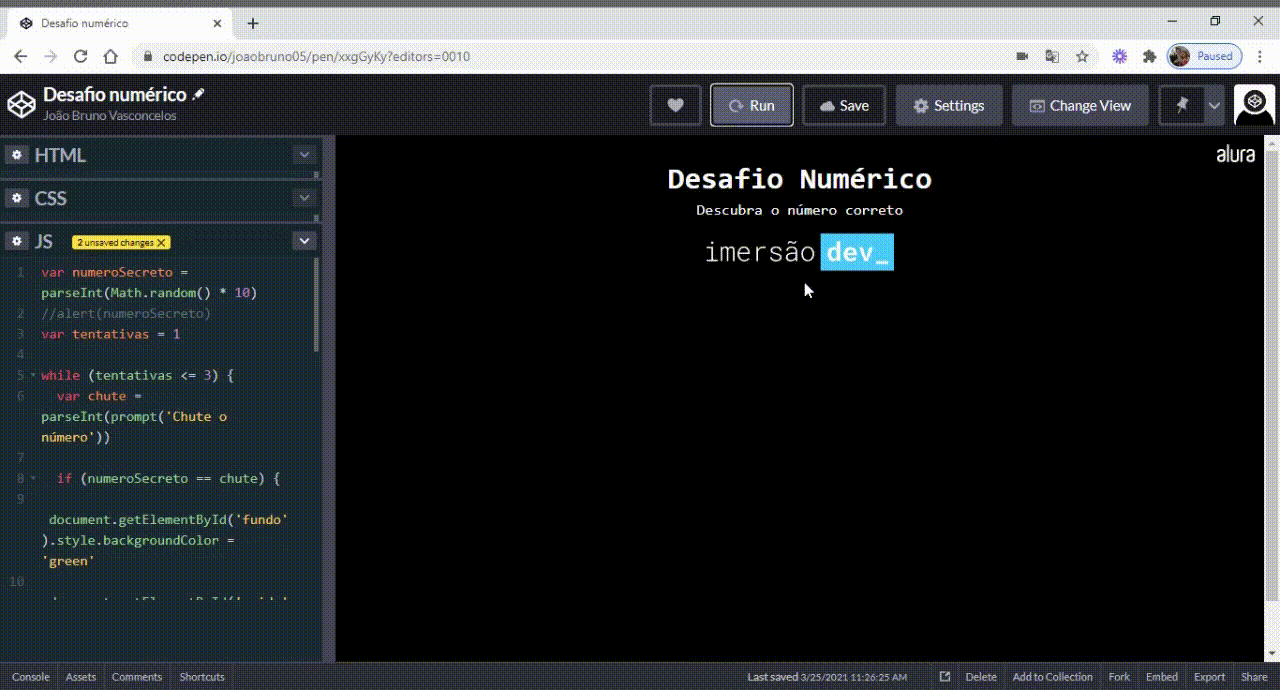 Desafio numérico
codepen.io/joaobruno05/pen/xxgGyKy?editors=0010
Paused
Desafio numérico
João Bruno Vasconcelos
Run
Save
Settings
Change View
HTML
CSS
JS
2 unsaved changes X
1 var numeroSecreto =
parseInt(Math.random() * 10)
2 //alert(numeroSecreto)
3 var tentativas = 1
4
5 while (tentativas <= 3) {
6 var chute =
parseInt(prompt('Chute o
número'))
7
8 if (numeroSecreto == chute) {
9
document.getElementById('fundo'
).style.backgroundColor =
'green'
10
alura
Desafio Numérico
Descubra o número correto
imersão dev_
Console
Assets
Comments
Shortcuts
Last saved 3/25/2021 11:26:25 AM
Delete
Add to Collection
Fork
Embed
Export
Share